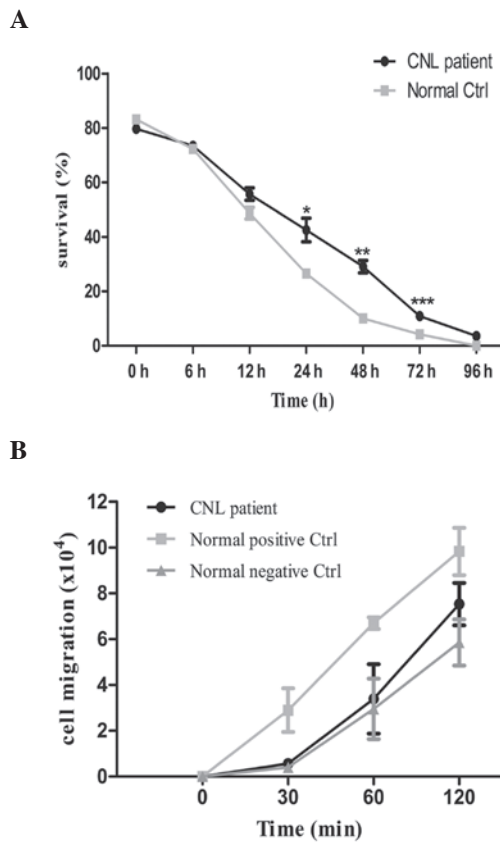 A
CNL patient
Normal Ctrl
survival (%)
100
80
60
40
20
0
*
**
***
0 h 6 h 12 h 24 h 48 h 72 h 96 h
Time (h)
B
CNL patient
Normal positive Ctrl
Normal negative Ctrl
cell migration (x10⁴)
12
10
8
6
4
2
0
0 30 60 120
Time (min)